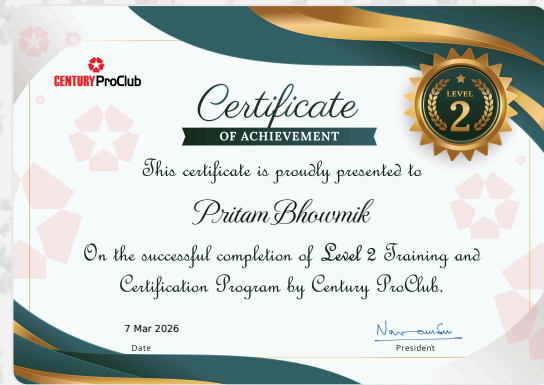 CENTURY ProClub
LEVEL
2
Certificate
OF ACHIEVEMENT
This certificate is proudly presented to
Pritam Bhowmik
On the successful completion of Level 2 Training and
Certification Program by Century ProClub.
7 Mar 2026
Date
President